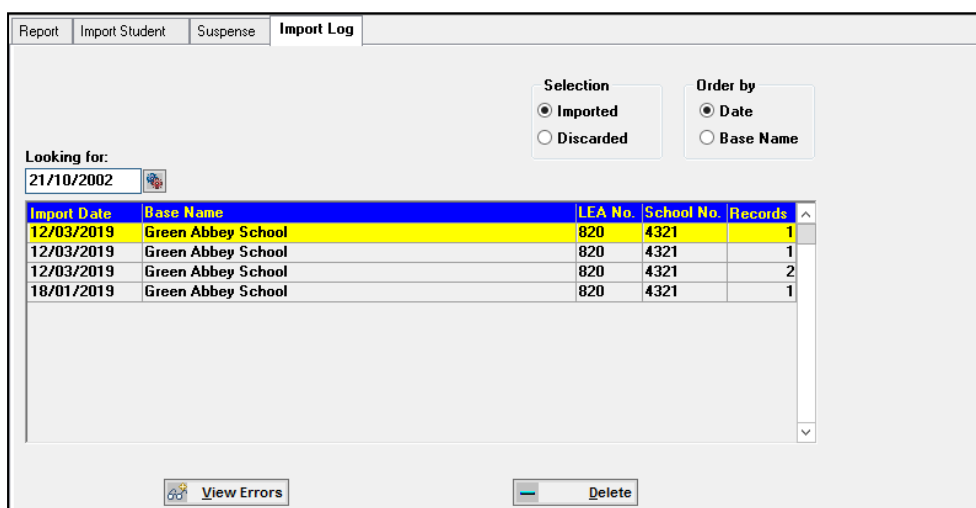 Report Import Student Suspense Import Log
Selection Order by
Imported Date
Discarded Base Name
Looking for:
21/10/2002
Import Date Base Name LEA No. School No. Records
12/03/2019 Green Abbey School 820 4321 1
12/03/2019 Green Abbey School 820 4321 1
12/03/2019 Green Abbey School 820 4321 2
18/01/2019 Green Abbey School 820 4321 1
View Errors Delete